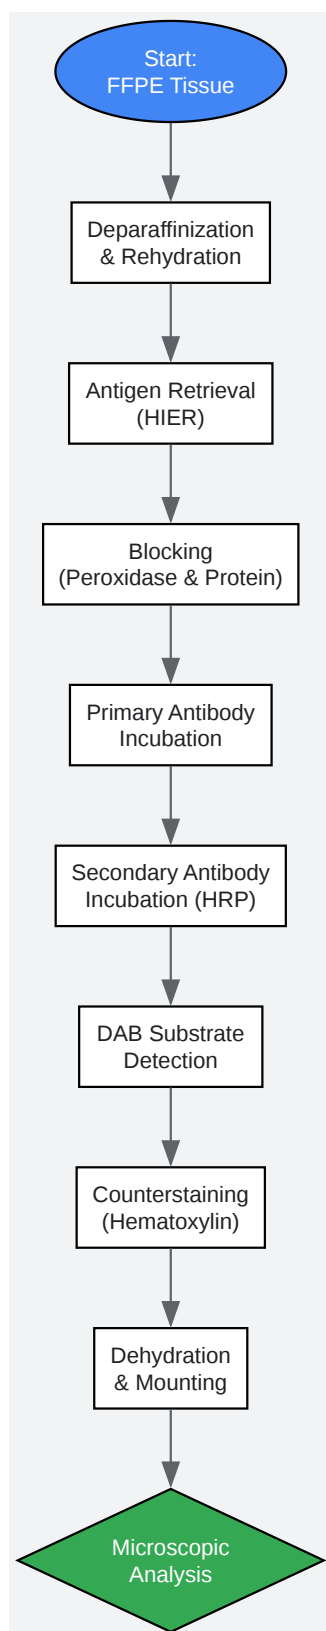 Start:
FFPE Tissue
Deparaffinization
& Rehydration
Antigen Retrieval
(HIER)
Blocking
(Peroxidase & Protein)
Primary Antibody
Incubation
Secondary Antibody
Incubation (HRP)
DAB Substrate
Detection
Counterstaining
(Hematoxylin)
Dehydration
& Mounting
Microscopic
Analysis